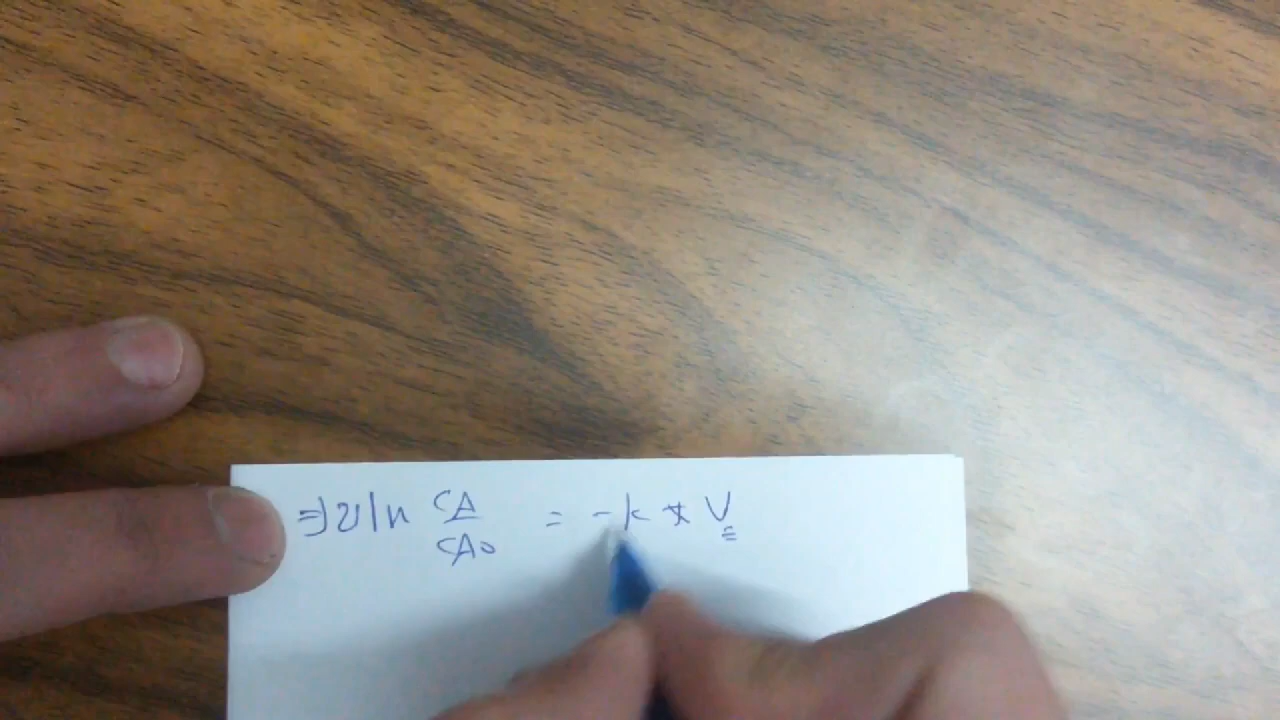 ⇒ υ ln CA/CA0 = -k * V